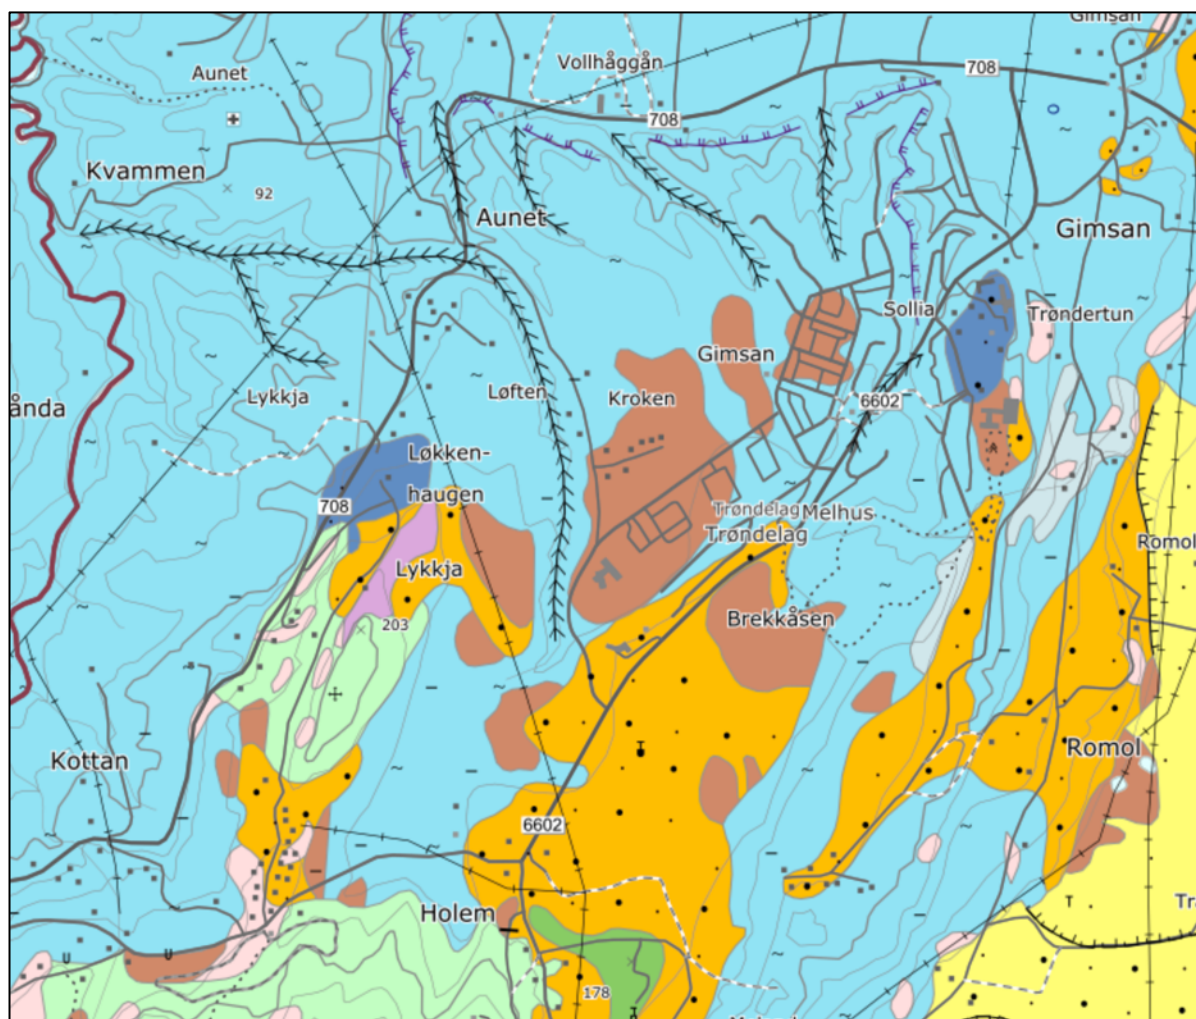 Gimsan
Vollhåggån
708
Aunet
708
Kvammen
92
Aunet
Gimsan
Sollia
Trøndertun
Gimsan
Lykkja
Løften
Kroken
ånda
6602
Løkken-
haugen
708
Trøndelag Melhus
Trøndelag
Romol
Lykkja
203
Brekkåsen
Kottan
Romol
6602
Holem
T
Tr
U
U
178